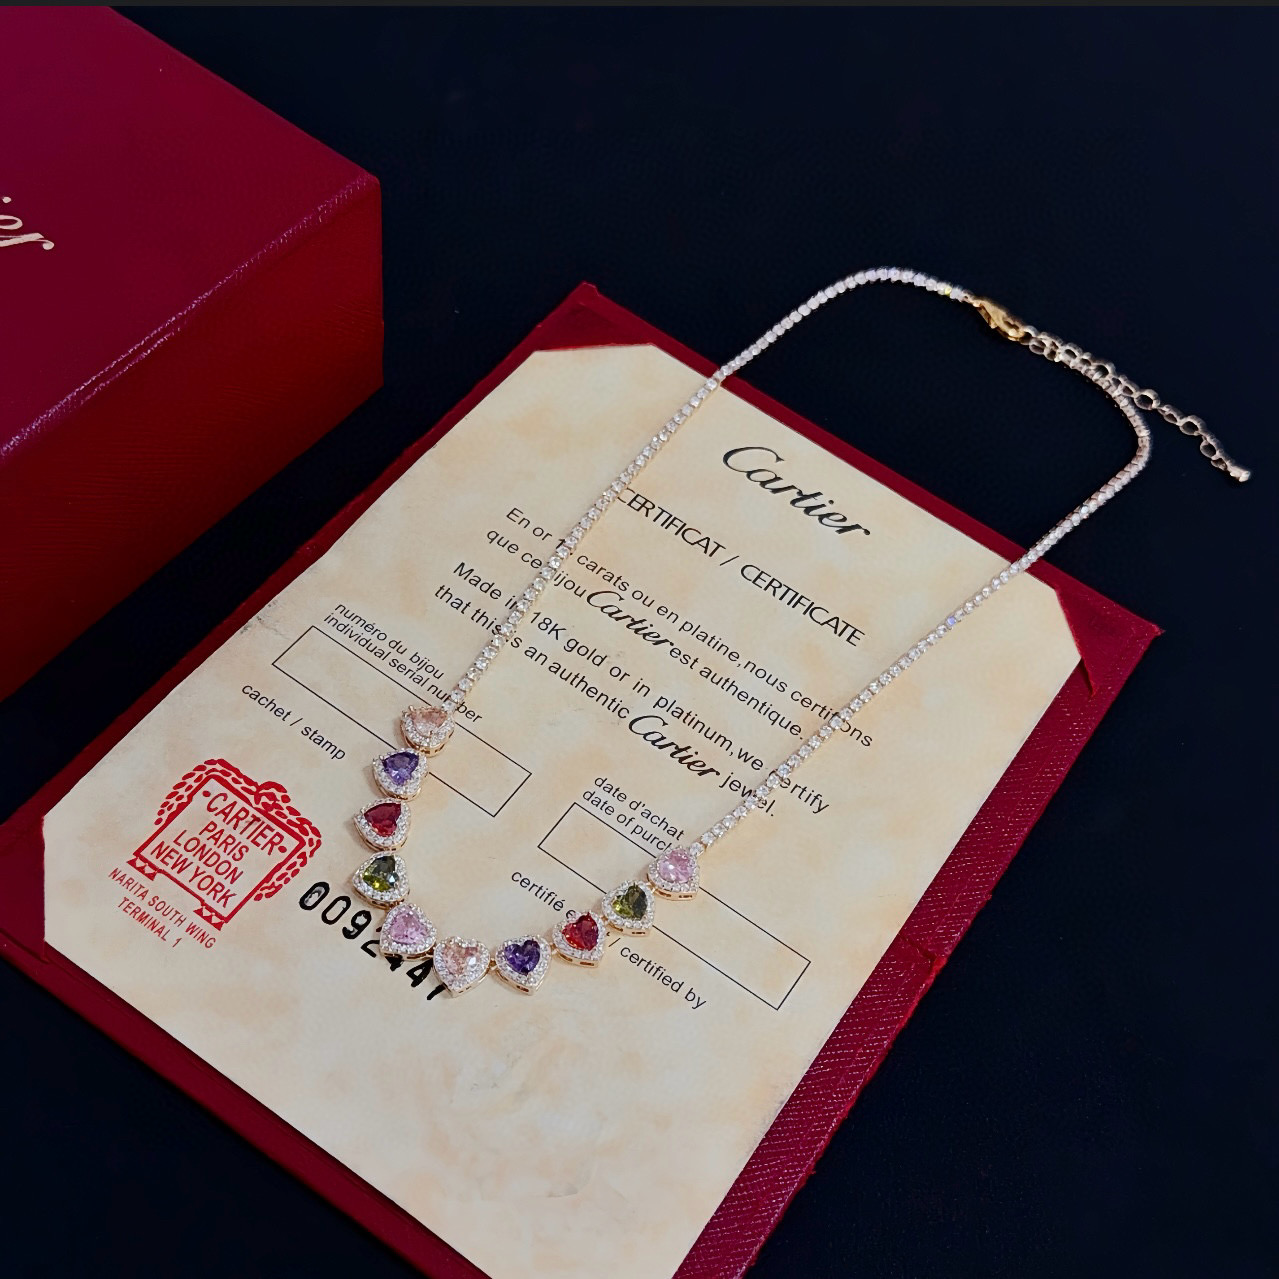 Cartier
CERTIFICAT / CERTIFICATE
En or carats ou en platine, nous certifions
que ce bijou Cartier est authentique.
Made in 18K gold or in platinum, we certify
that this is an authentic Cartier jewel.
numéro du bijou
individual serial number
cachet / stamp
date d'achat
date of
certifié / certified by
CARTIER
PARIS
LONDON
NEW YORK
NARITA SOUTH WING
TERMINAL 1